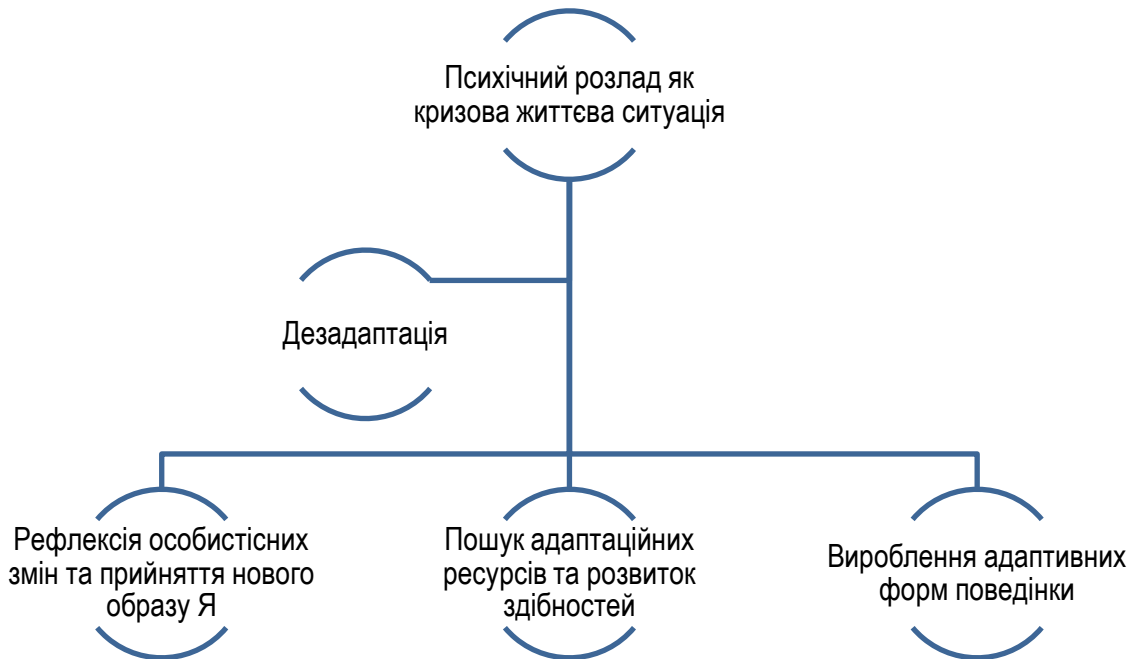 Психічний розлад як
кризова життєва ситуація
Дезадаптація
Рефлексія особистісних
змін та прийняття нового
образу Я
Пошук адаптаційних
ресурсів та розвиток
здібностей
Вироблення адаптивних
форм поведінки